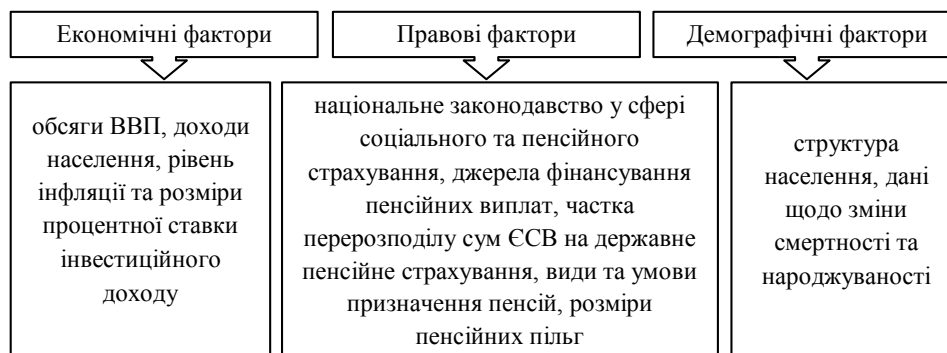 Економічні фактори
Правові фактори
Демографічні фактори
обсяги ВВП, доходи
населення, рівень
інфляції та розміри
процентної ставки
інвестиційного
доходу
національне законодавство у сфері
соціального та пенсійного
страхування, джерела фінансування
пенсійних виплат, частка
перерозподілу сум ЄСВ на державне
пенсійне страхування, види та умови
призначення пенсій, розміри
пенсійних пільг
структура
населення, дані
щодо зміни
смертності та
народжуваності